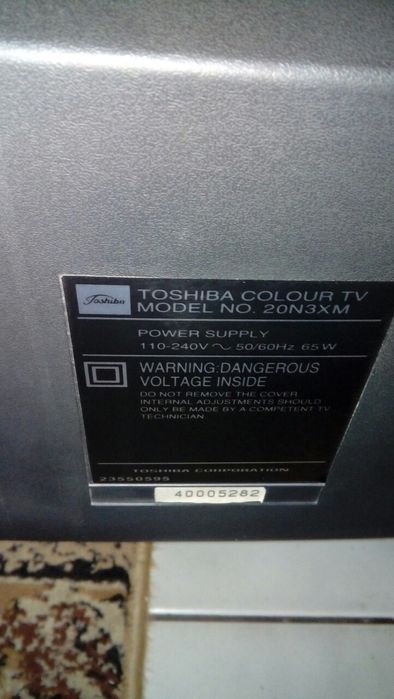 Toshiba
TOSHIBA COLOUR TV
MODEL NO. 20N3XM
POWER SUPPLY
110-240V ~ 50/60Hz 65W
WARNING:DANGEROUS
VOLTAGE INSIDE
DO NOT REMOVE THE COVER
INTERNAL ADJUSTMENTS SHOULD
ONLY BE MADE BY A COMPETENT TV
TECHNICIAN
TOSHIBA CORPORATION
23550595
40005282